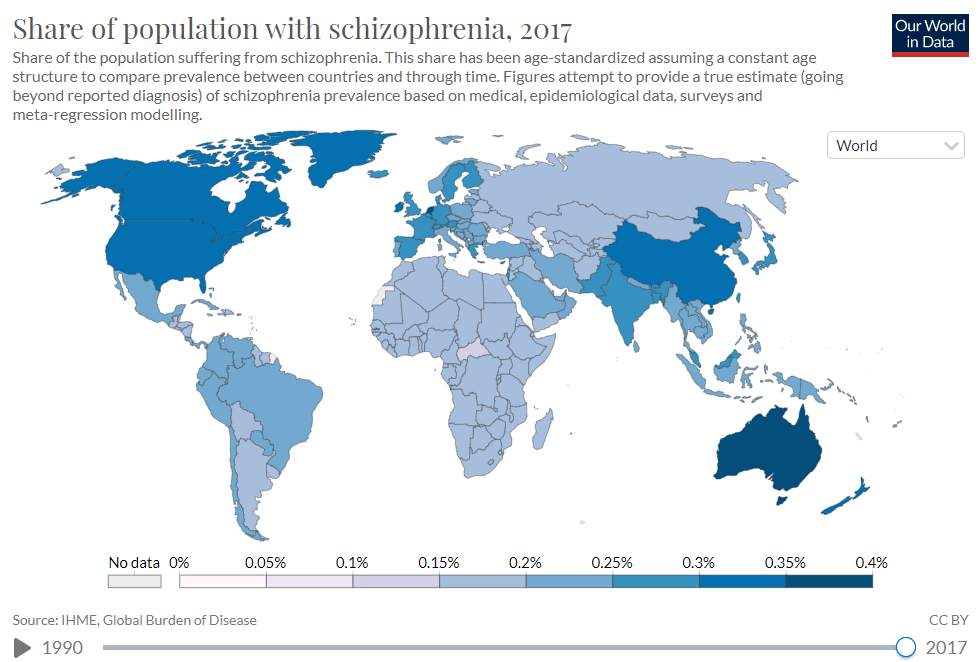 Share of population with schizophrenia, 2017
Our World
in Data
Share of the population suffering from schizophrenia. This share has been age-standardized assuming a constant age
structure to compare prevalence between countries and through time. Figures attempt to provide a true estimate (going
beyond reported diagnosis) of schizophrenia prevalence based on medical, epidemiological data, surveys and
meta-regression modelling.
World
No data 0% 0.05% 0.1% 0.15% 0.2% 0.25% 0.3% 0.35% 0.4%
Source: IHME, Global Burden of Disease CC BY
1990 2017